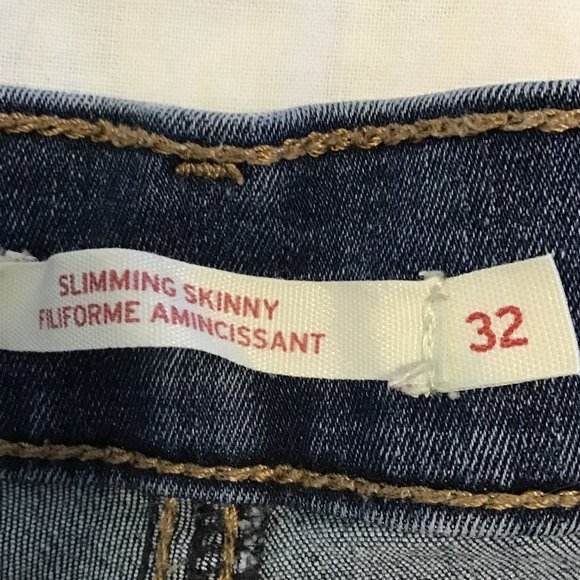 SLIMMING SKINNY
FILIFORME AMINCISSANT
32